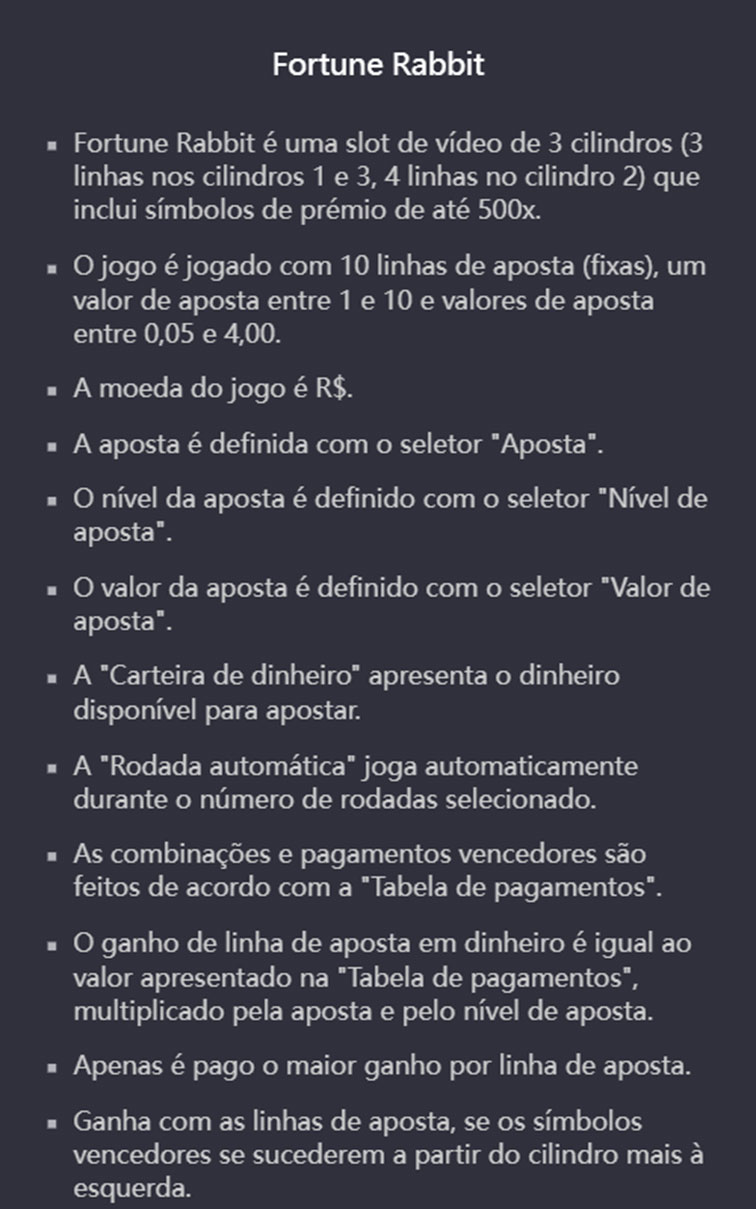 Fortune Rabbit
▪ Fortune Rabbit é uma slot de vídeo de 3 cilindros (3
linhas nos cilindros 1 e 3, 4 linhas no cilindro 2) que
inclui símbolos de prémio de até 500x.
▪ O jogo é jogado com 10 linhas de aposta (fixas), um
valor de aposta entre 1 e 10 e valores de aposta
entre 0,05 e 4,00.
▪ A moeda do jogo é R$.
▪ A aposta é definida com o seletor "Aposta".
▪ O nível da aposta é definido com o seletor "Nível de
aposta".
▪ O valor da aposta é definido com o seletor "Valor de
aposta".
▪ A "Carteira de dinheiro" apresenta o dinheiro
disponível para apostar.
▪ A "Rodada automática" joga automaticamente
durante o número de rodadas selecionado.
▪ As combinações e pagamentos vencedores são
feitos de acordo com a "Tabela de pagamentos".
▪ O ganho de linha de aposta em dinheiro é igual ao
valor apresentado na "Tabela de pagamentos",
multiplicado pela aposta e pelo nível de aposta.
▪ Apenas é pago o maior ganho por linha de aposta.
▪ Ganha com as linhas de aposta, se os símbolos
vencedores se sucederem a partir do cilindro mais à
esquerda.